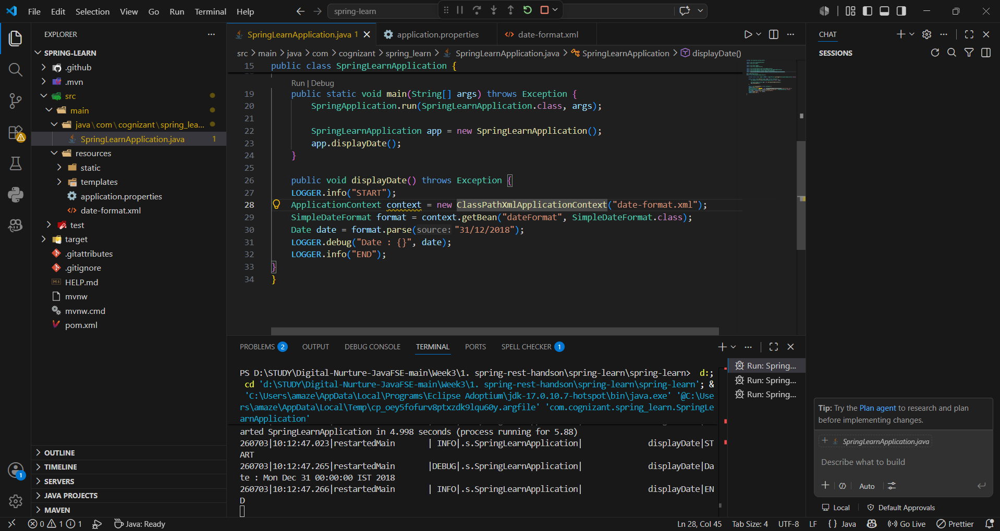 File Edit Selection View Go Run Terminal Help
spring-learn
EXPLORER
SPRING-LEARN
.github
.mvn
src
main
java\com\cognizant\spring_lea...
SpringLearnApplication.java 1
resources
static
templates
application.properties
date-format.xml
test
target
.gitattributes
.gitignore
HELP.md
mvnw
mvnw.cmd
pom.xml
OUTLINE
TIMELINE
SERVERS
JAVA PROJECTS
MAVEN
SpringLearnApplication.java 1
application.properties
date-format.xml
src > main > java > com > cognizant > spring_learn > SpringLearnApplication.java > SpringLearnApplication > displayDate()
15 public class SpringLearnApplication {
Run | Debug
19 public static void main(String[] args) throws Exception {
20 SpringApplication.run(SpringLearnApplication.class, args);
21
22 SpringLearnApplication app = new SpringLearnApplication();
23 app.displayDate();
24 }
25
26 public void displayDate() throws Exception {
27 LOGGER.info("START");
28 ApplicationContext context = new ClassPathXmlApplicationContext("date-format.xml");
29 SimpleDateFormat format = context.getBean("dateFormat", SimpleDateFormat.class);
30 Date date = format.parse(source: "31/12/2018");
31 LOGGER.debug("Date : {}", date);
32 LOGGER.info("END");
33 }
34 }
PROBLEMS 2 OUTPUT DEBUG CONSOLE TERMINAL PORTS SPELL CHECKER 1
PS D:\STUDY\Digital-Nurture-JavaFSE-main\Week3\1. spring-rest-handson\spring-learn\spring-learn> d:;
cd 'd:\STUDY\Digital-Nurture-JavaFSE-main\Week3\1. spring-rest-handson\spring-learn\spring-learn'; &
'C:\Users\amaze\AppData\Local\Programs\Eclipse Adoptium\jdk-17.0.10.7-hotspot\bin\java.exe' '@C:\Use
rs\amaze\AppData\Local\Temp\cp_oey5fofurv8ptxzdk9lqu60y.argfile' 'com.cognizant.spring_learn.SpringLe
arnApplication'
arted SpringLearnApplication in 4.998 seconds (process running for 5.88)
260703|10:12:47.023|restartedMain | INFO|.s.SpringLearnApplication| displayDate|ST
ART
260703|10:12:47.265|restartedMain |DEBUG|.s.SpringLearnApplication| displayDate|Da
te : Mon Dec 31 00:00:00 IST 2018
260703|10:12:47.266|restartedMain | INFO|.s.SpringLearnApplication| displayDate|EN
D
Run: Spring...
Run: Spring...
Run: Spring...
CHAT
SESSIONS
Tip: Try the Plan agent to research and plan
before implementing changes.
SpringLearnApplication.java
Describe what to build
Auto
Local Default Approvals
1
0 1 1 Java: Ready
Ln 28, Col 45 Tab Size: 4 UTF-8 LF {} Java Go Live Prettier